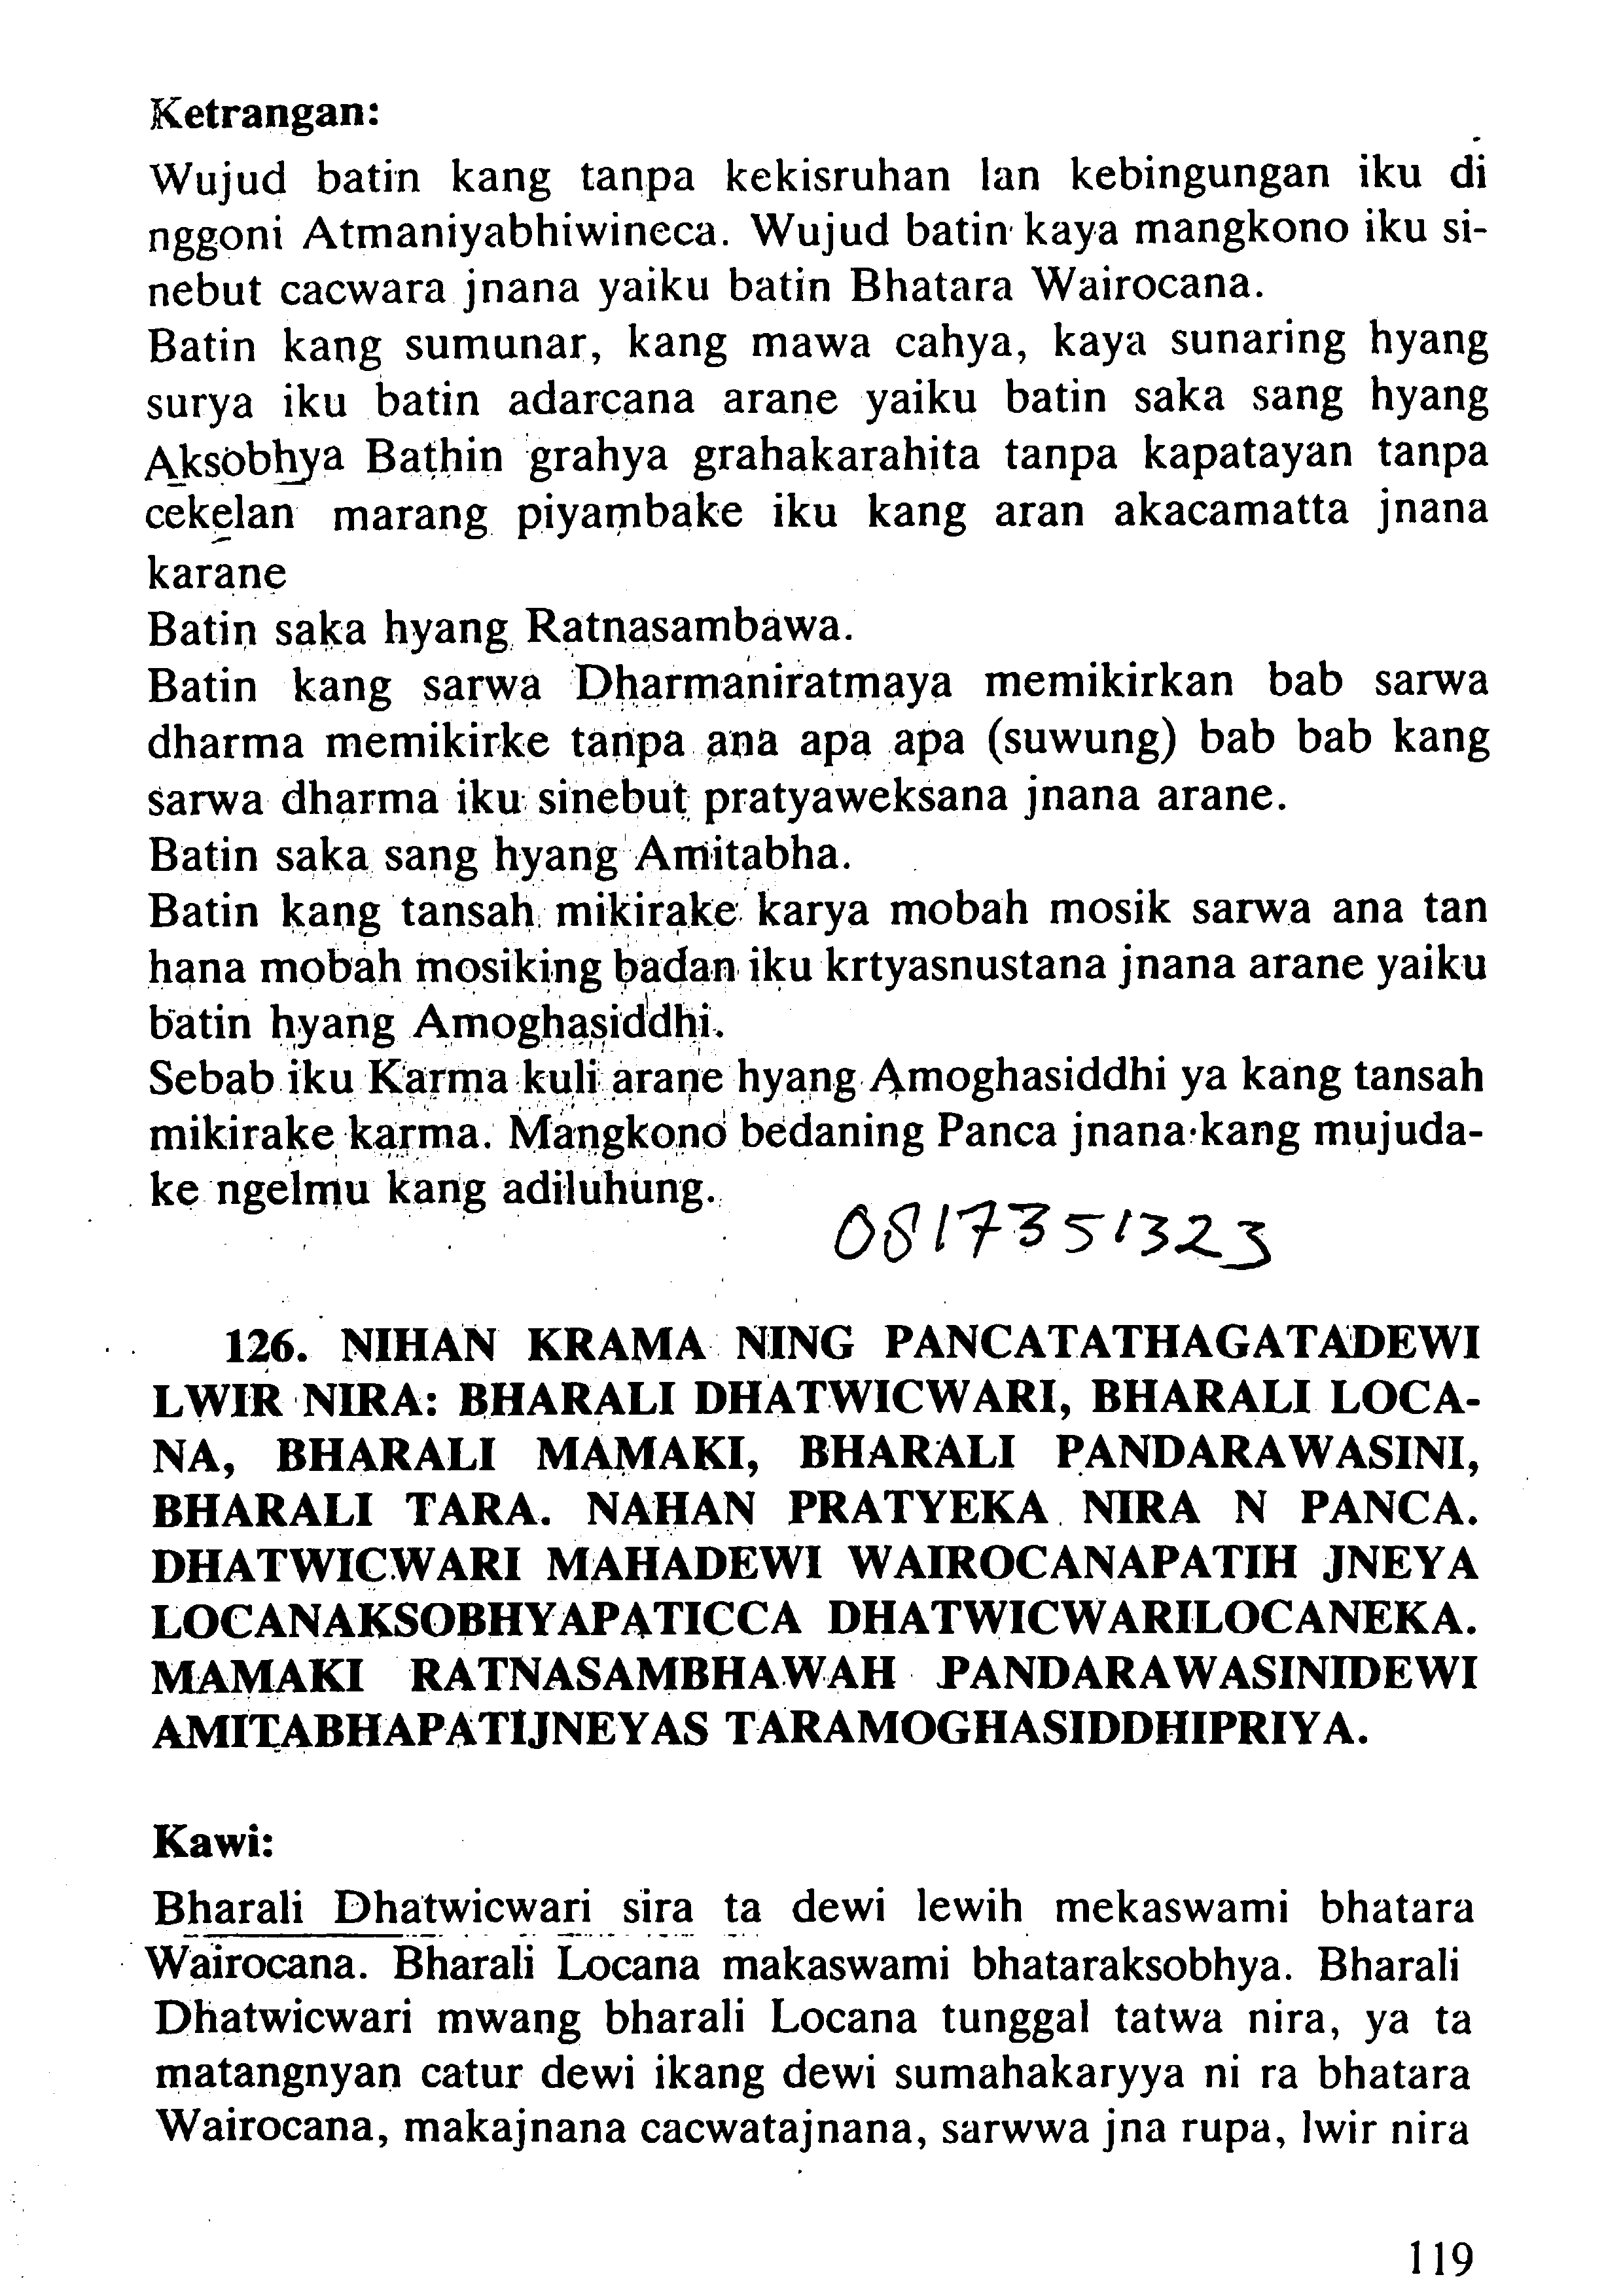 Ketrangan:
Wujud batin kang tanpa kekisruhan lan kebingungan iku di
nggoni Atmaniyabhiwineca. Wujud batin kaya mangkono iku si-
nebut cacwara jnana yaiku batin Bhatara Wairocana.
Batin kang sumunar, kang mawa cahya, kaya sunaring hyang
surya iku batin adarcana arane yaiku batin saka sang hyang
Aksobhya Bathin grahya grahakarahita tanpa kapatayan tanpa
cekelan marang piyambake iku kang aran akacamatta jnana
karane
Batin saka hyang Ratnasambawa.
Batin kang sarwa Dharmaniratmaya memikirkan bab sarwa
dharma memikirke tanpa ana apa apa (suwung) bab bab kang
sarwa dharma iku sinebut pratyaweksana jnana arane.
Batin saka sang hyang Amitabha.
Batin kang tansah mikirake karya mobah mosik sarwa ana tan
hana mobah mosiking badan iku krtyasnustana jnana arane yaiku
batin hyang Amoghasiddhi.
Sebab iku Karma kuli arane hyang Amoghasiddhi ya kang tansah
mikirake karma. Mangkono bedaning Panca jnana kang mujuda-
ke ngelmu kang adiluhung.
0817351323
126. NIHAN KRAMA NING PANCATATHAGATADEWI
LWIR NIRA: BHARALI DHATWICWARI, BHARALI LOCA-
NA, BHARALI MAMAKI, BHARALI PANDARAWASINI,
BHARALI TARA. NAHAN PRATYEKA NIRA N PANCA.
DHATWICWARI MAHADEWI WAIROCANAPATIH JNEYA
LOCANAKSOBHYAPATICCA DHATWICWARILOCANEKA.
MAMAKI RATNASAMBHAWAH PANDARAWASINIDEWI
AMITABHAPATIJNEYAS TARAMOGHASIDDHIPRIYA.
Kawi:
Bharali Dhatwicwari sira ta dewi lewih mekaswami bhatara
Wairocana. Bharali Locana makaswami bhataraksobhya. Bharali
Dhatwicwari mwang bharali Locana tunggal tatwa nira, ya ta
matangnyan catur dewi ikang dewi sumahakaryya ni ra bhatara
Wairocana, makajnana cacwatajnana, sarwwa jna rupa, lwir nira
119